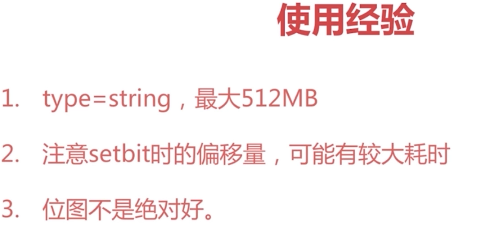 使用经验
1. type=string，最大512MB
2. 注意setbit时的偏移量，可能有较大耗时
3. 位图不是绝对好。